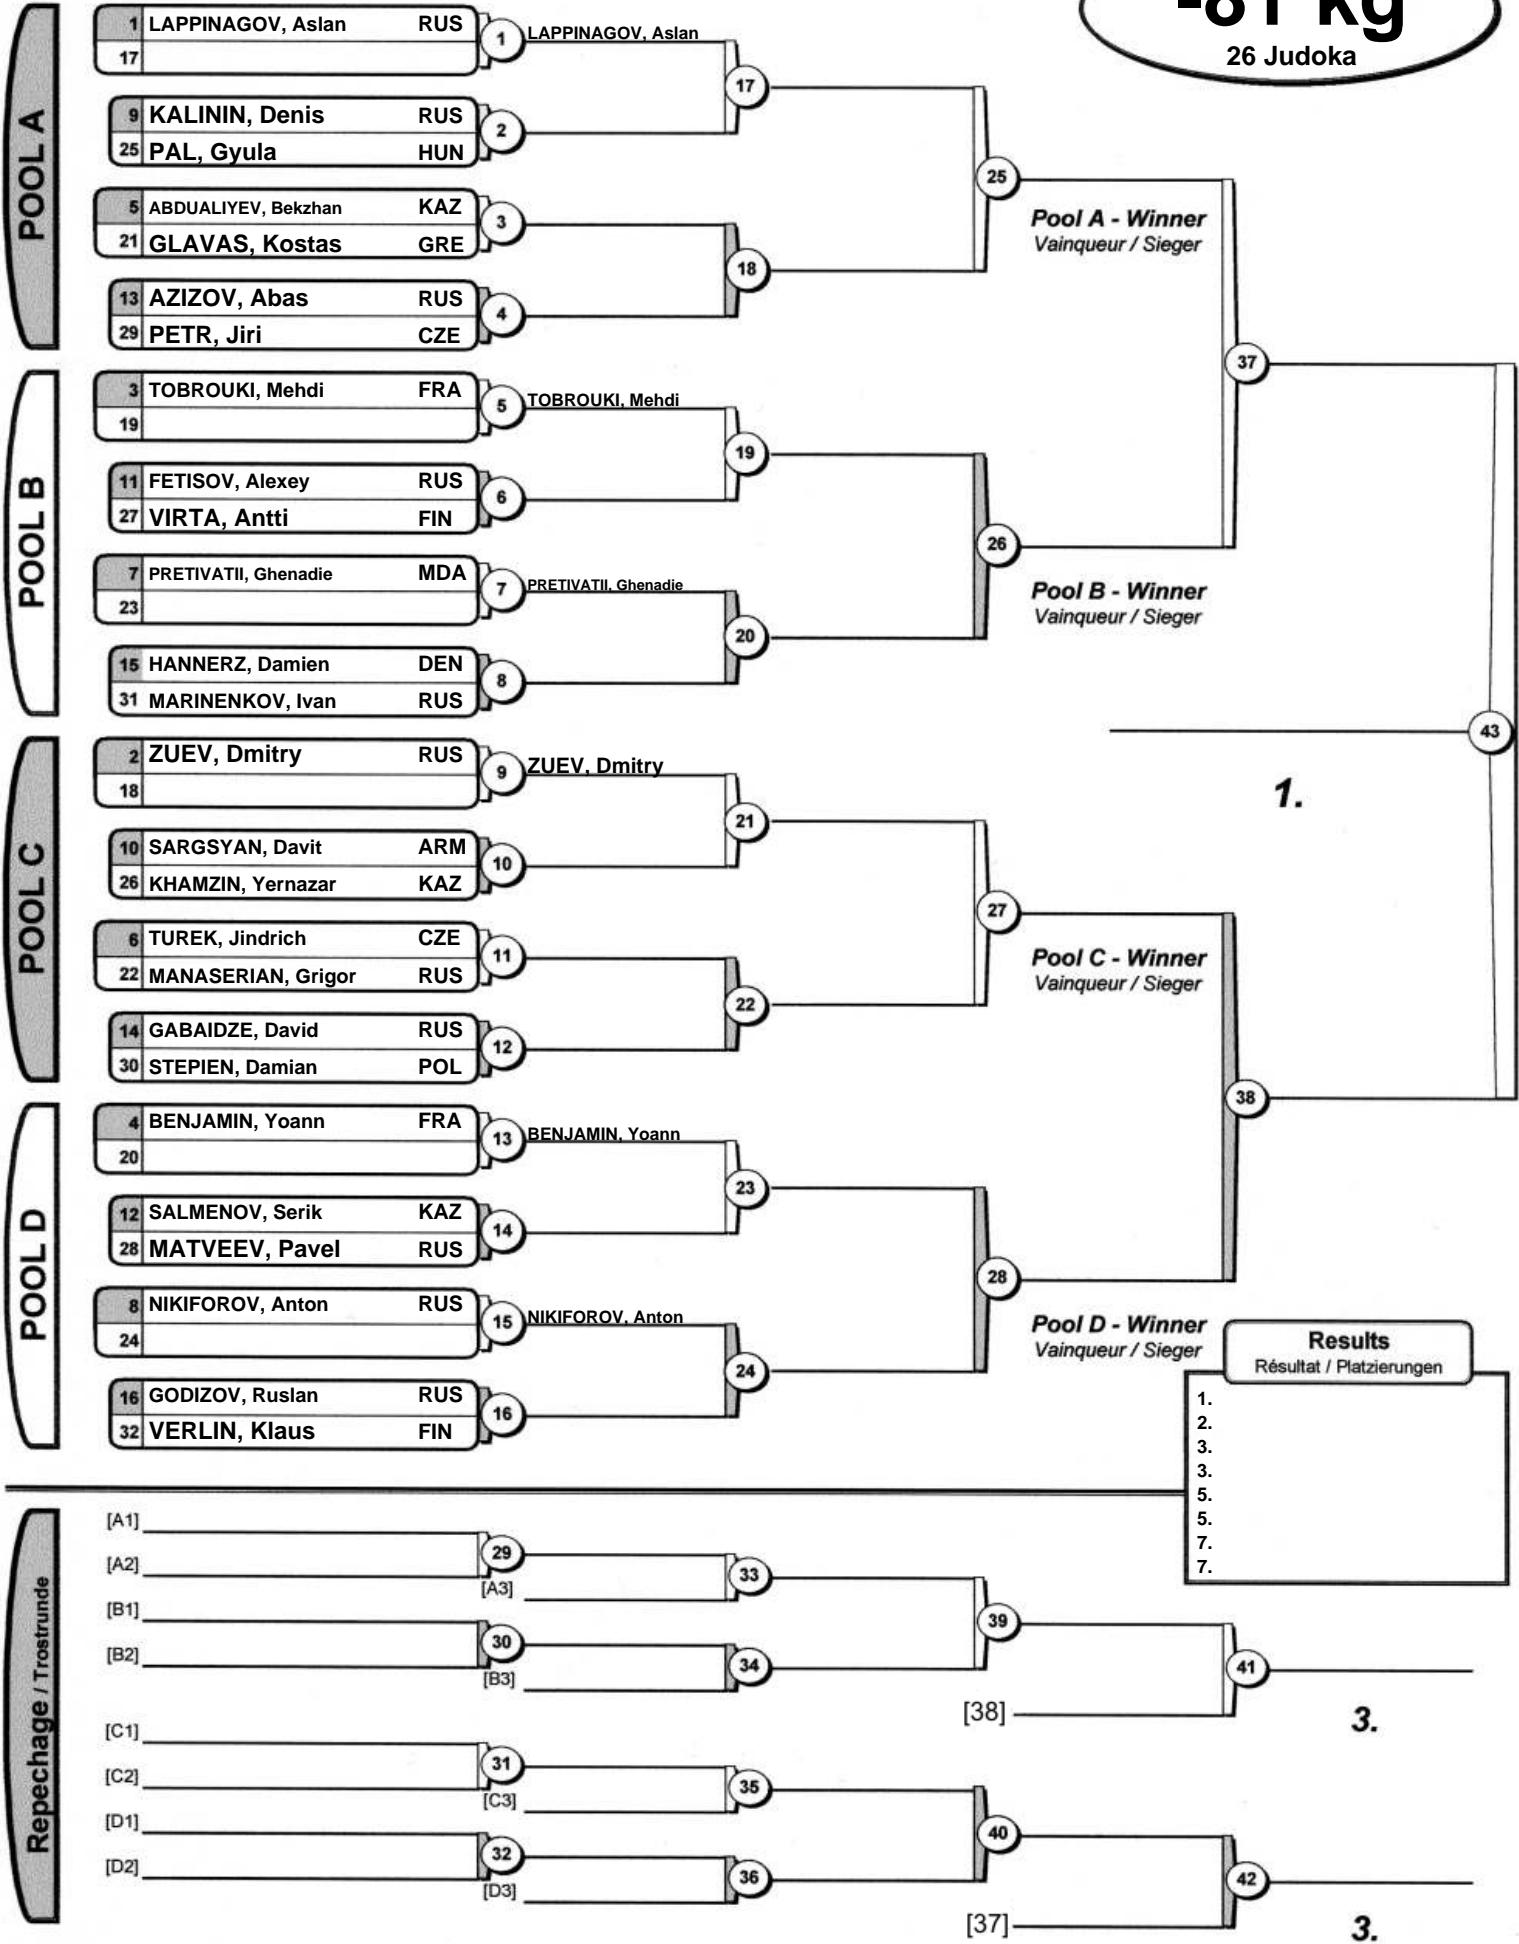 -81 kg
26 Judoka
POOL A
1 LAPPINAGOV, Aslan RUS
17
1 LAPPINAGOV, Aslan
9 KALININ, Denis RUS
25 PAL, Gyula HUN
2
17
5 ABDUALIYEV, Bekzhan KAZ
21 GLAVAS, Kostas GRE
3
13 AZIZOV, Abas RUS
29 PETR, Jiri CZE
4
18
25
Pool A - Winner
Vainqueur / Sieger
POOL B
3 TOBROUKI, Mehdi FRA
19
5 TOBROUKI, Mehdi
11 FETISOV, Alexey RUS
27 VIRTA, Antti FIN
6
19
7 PRETIVATII, Ghenadie MDA
23
7 PRETIVATII, Ghenadie
15 HANNERZ, Damien DEN
31 MARINENKOV, Ivan RUS
8
20
26
Pool B - Winner
Vainqueur / Sieger
37
POOL C
2 ZUEV, Dmitry RUS
18
9 ZUEV, Dmitry
10 SARGSYAN, Davit ARM
26 KHAMZIN, Yernazar KAZ
10
21
6 TUREK, Jindrich CZE
22 MANASERIAN, Grigor RUS
11
14 GABAIDZE, David RUS
30 STEPIEN, Damian POL
12
22
27
Pool C - Winner
Vainqueur / Sieger
43
1.
POOL D
4 BENJAMIN, Yoann FRA
20
13 BENJAMIN, Yoann
12 SALMENOV, Serik KAZ
28 MATVEEV, Pavel RUS
14
23
8 NIKIFOROV, Anton RUS
24
15 NIKIFOROV, Anton
16 GODIZOV, Ruslan RUS
32 VERLIN, Klaus FIN
16
24
28
Pool D - Winner
Vainqueur / Sieger
38
Results
Résultat / Platzierungen
1.
2.
3.
3.
5.
5.
7.
7.
Repechage / Trostrunde
[A1]
[A2]
29
[A3]
33
[B1]
[B2]
30
[B3]
34
39
[38]
41
3.
[C1]
[C2]
31
[C3]
35
[D1]
[D2]
32
[D3]
36
40
[37]
42
3.